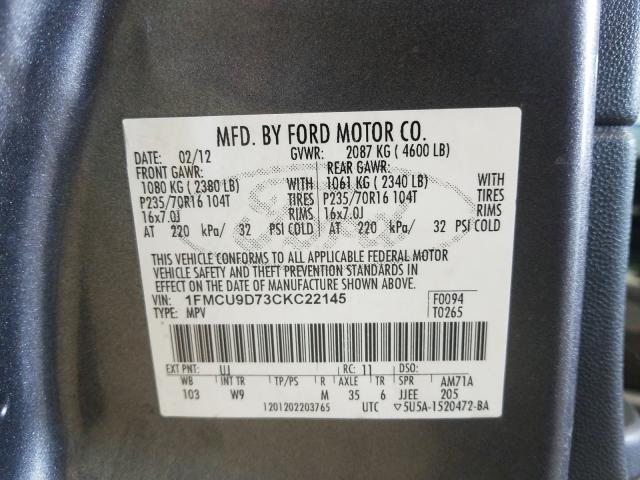 MFD. BY FORD MOTOR CO.
DATE: 02/12 GVWR: 2087 KG ( 4600 LB)
FRONT GAWR: REAR GAWR:
1080 KG ( 2380 LB) WITH 1061 KG ( 2340 LB) WITH
P235/70R16 104T TIRES P235/70R16 104T TIRES
16x7.0J RIMS 16x7.0J RIMS
AT 220 kPa/ 32 PSI COLD AT 220 kPa/ 32 PSI COLD
THIS VEHICLE CONFORMS TO ALL APPLICABLE FEDERAL MOTOR
VEHICLE SAFETY AND THEFT PREVENTION STANDARDS IN
EFFECT ON THE DATE OF MANUFACTURE SHOWN ABOVE.
VIN: 1FMCU9D73CKC22145 F0094
TYPE: MPV T0265
EXT PNT: UJ RC: 11 DSO:
WB INT TR TP/PS R AXLE TR SPR AM71A
103 W9 M 35 6 JJEE 205
1201202203765 UTC ▽5U5A-1520472-BA
Ford